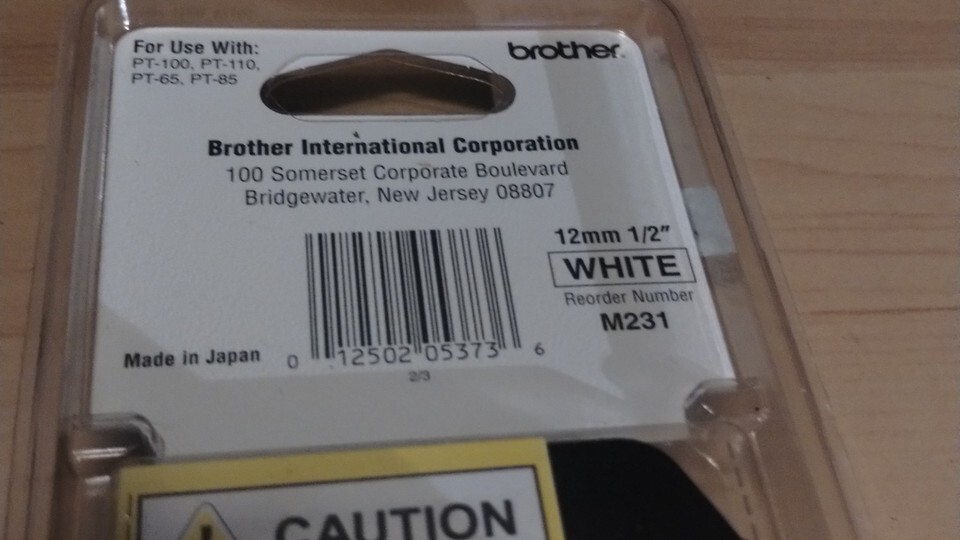 For Use With:
PT-100, PT-110,
PT-65, PT-85
brother.
Brother International Corporation
100 Somerset Corporate Boulevard
Bridgewater, New Jersey 08807
12mm 1/2"
WHITE
Reorder Number
M231
Made in Japan
0 12502 05373 6
2/3
CAUTION